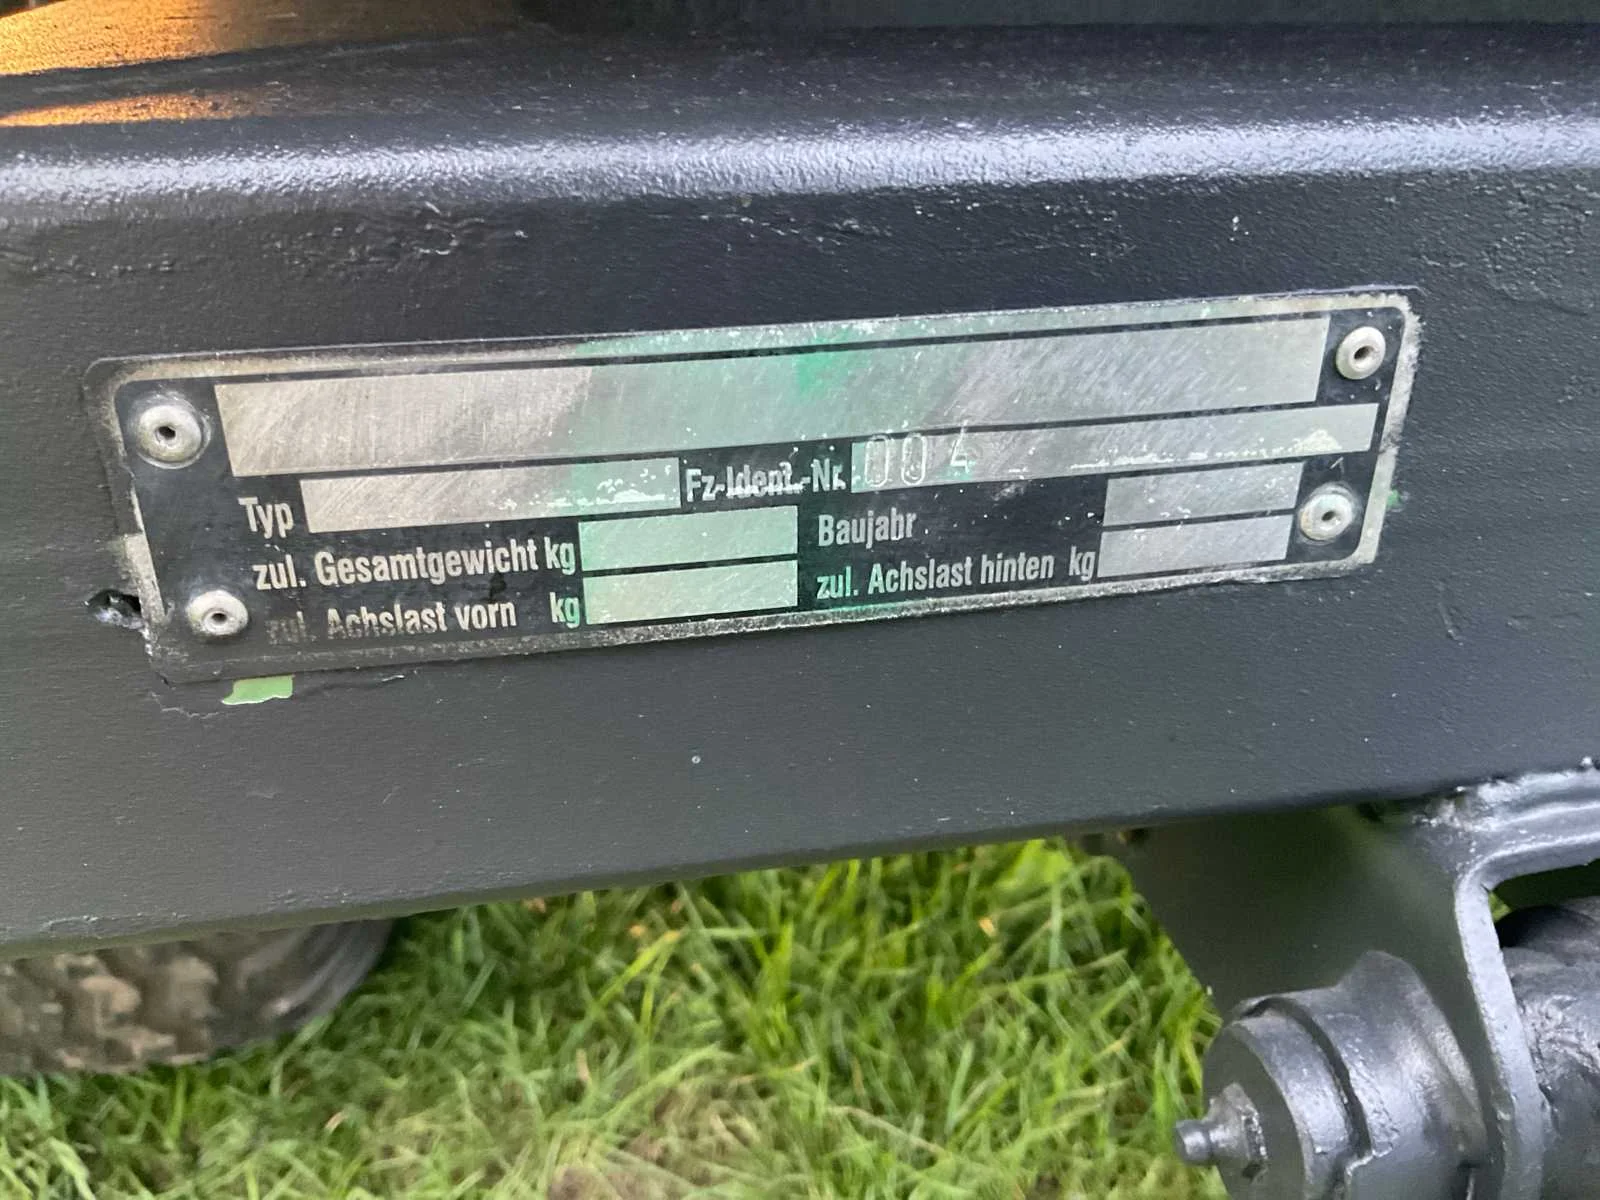 Typ Fz-Ident.-Nr. 004
zul. Gesamtgewicht kg Baujahr
zul. Achslast vorn kg zul. Achslast hinten kg